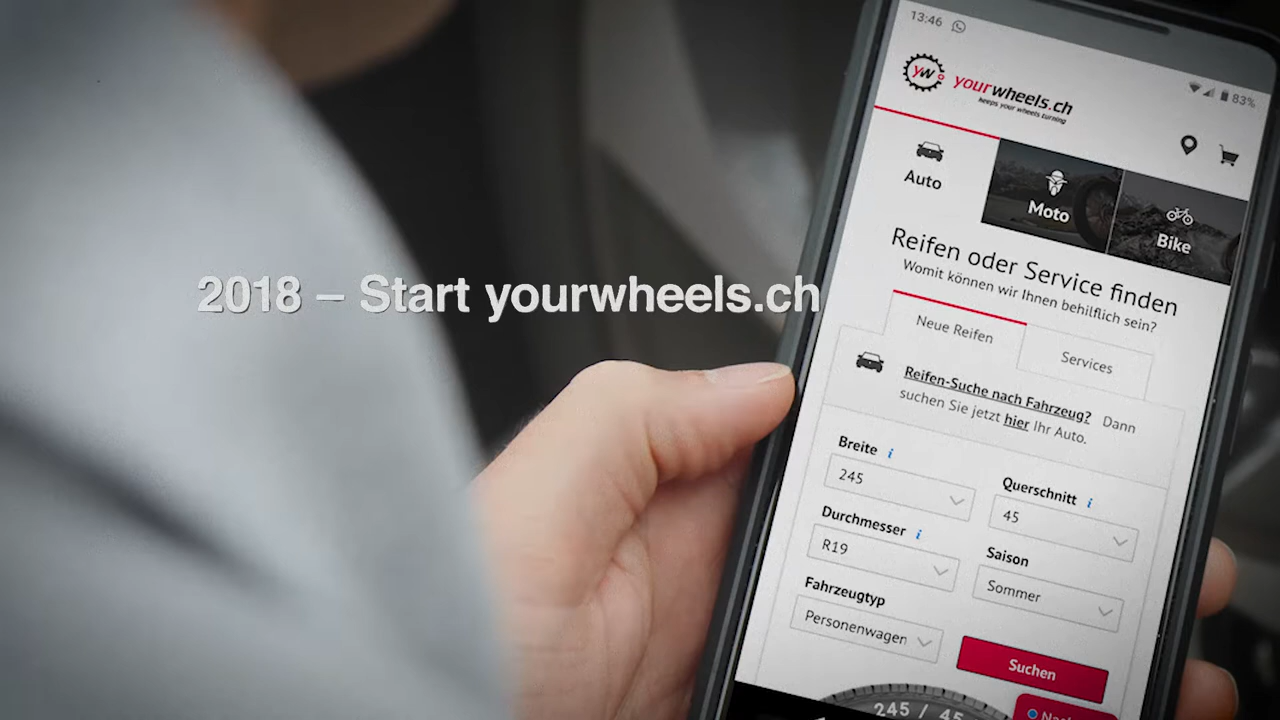 13:46
83%
yw
yourwheels.ch
keeps your wheels turning
Auto
Moto
Bike
Reifen oder Service finden
Womit können wir Ihnen behilflich sein?
2018 – Start yourwheels.ch
Neue Reifen
Services
Reifen-Suche nach Fahrzeug? Dann
suchen Sie jetzt hier Ihr Auto.
Breite i
245
Querschnitt i
45
Durchmesser i
R19
Saison
Sommer
Fahrzeugtyp
Personenwagen
Suchen
245 / 45